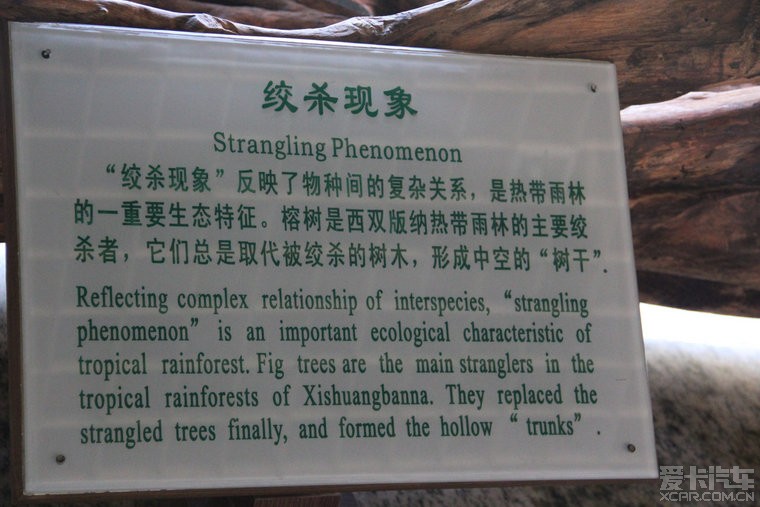 绞杀现象
Strangling Phenomenon
“绞杀现象”反映了物种间的复杂关系，是热带雨林
的一重要生态特征。榕树是西双版纳热带雨林的主要绞
杀者，它们总是取代被绞杀的树木，形成中空的“树干”.
Reflecting complex relationship of interspecies, “strangling
phenomenon” is an important ecological characteristic of
tropical rainforest. Fig trees are the main stranglers in the
tropical rainforests of Xishuangbanna. They replaced the
strangled trees finally, and formed the hollow “ trunks” .
爱卡汽车
XCAR.COM.CN